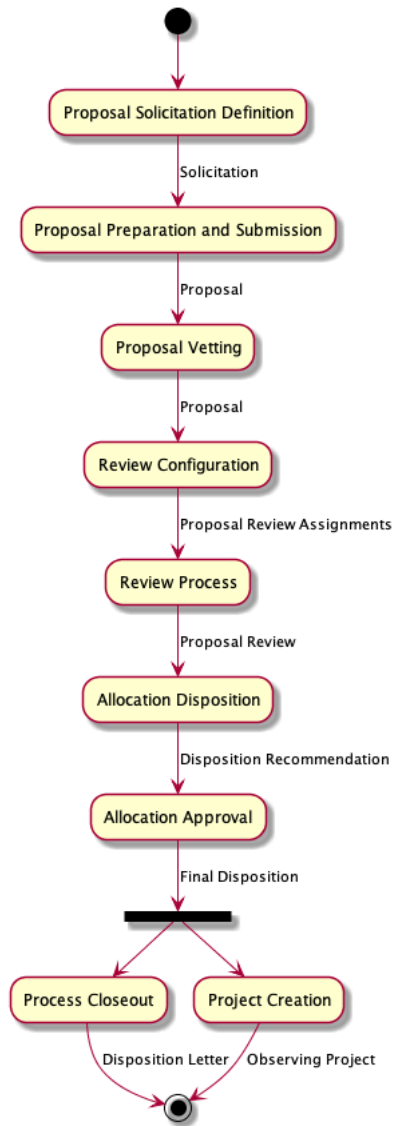 Proposal Solicitation Definition
Solicitation
Proposal Preparation and Submission
Proposal
Proposal Vetting
Proposal
Review Configuration
Proposal Review Assignments
Review Process
Proposal Review
Allocation Disposition
Disposition Recommendation
Allocation Approval
Final Disposition
Process Closeout
Project Creation
Disposition Letter
Observing Project